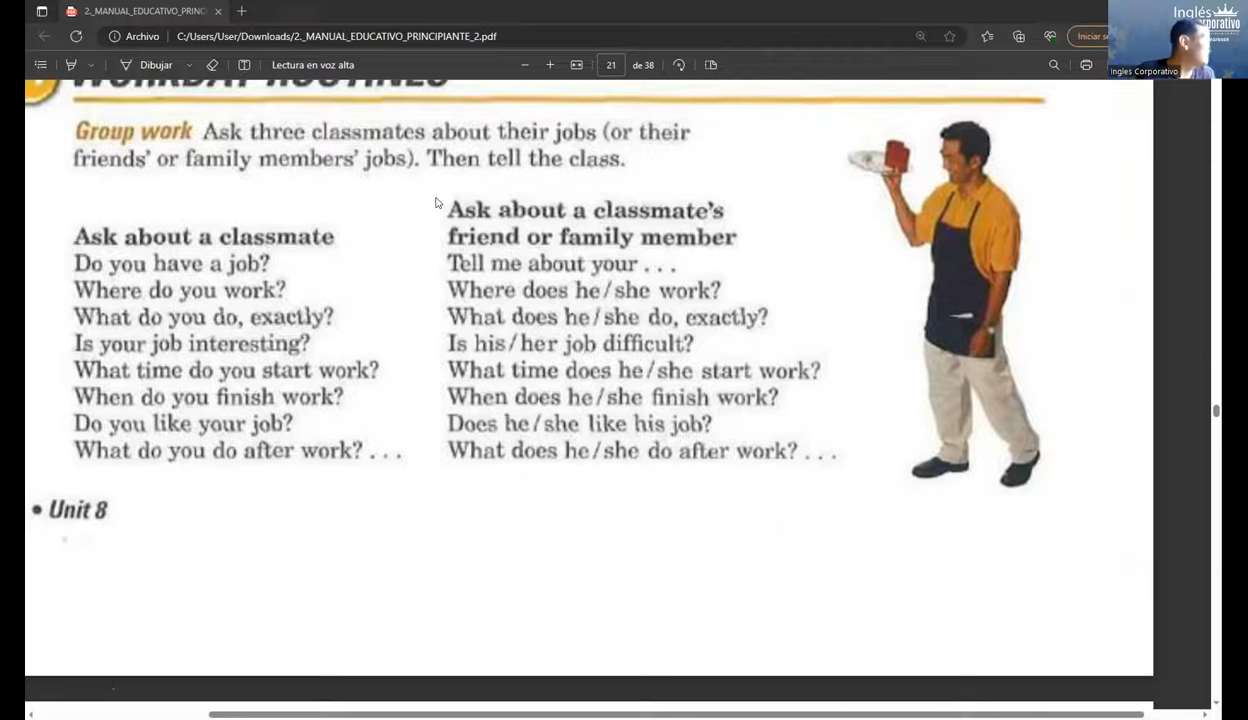 2._MANUAL_EDUCATIVO_PRINCI
Archivo
C:/Users/User/Downloads/2._MANUAL_EDUCATIVO_PRINCIPIANTE_2.pdf
Dibujar
Lectura en voz alta
21
de 38
Inglés
Ingles Corporativo
WORKDAY ROUTINES
Group work Ask three classmates about their jobs (or their
friends' or family members' jobs). Then tell the class.
Ask about a classmate
Do you have a job?
Where do you work?
What do you do, exactly?
Is your job interesting?
What time do you start work?
When do you finish work?
Do you like your job?
What do you do after work? . . .
Ask about a classmate's
friend or family member
Tell me about your . . .
Where does he/she work?
What does he/she do, exactly?
Is his/her job difficult?
What time does he/she start work?
When does he/she finish work?
Does he/she like his job?
What does he/she do after work? . . .
• Unit 8